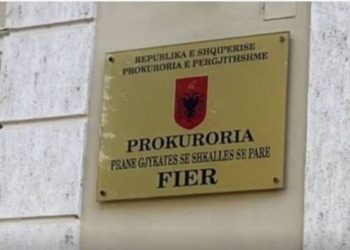 REPUBLIKA E SHQIPERISE
PROKURORIA E PERGJITHSHME
PROKURORIA
PRANE GJYKATES SE SHKALLES SE PARE
FIER